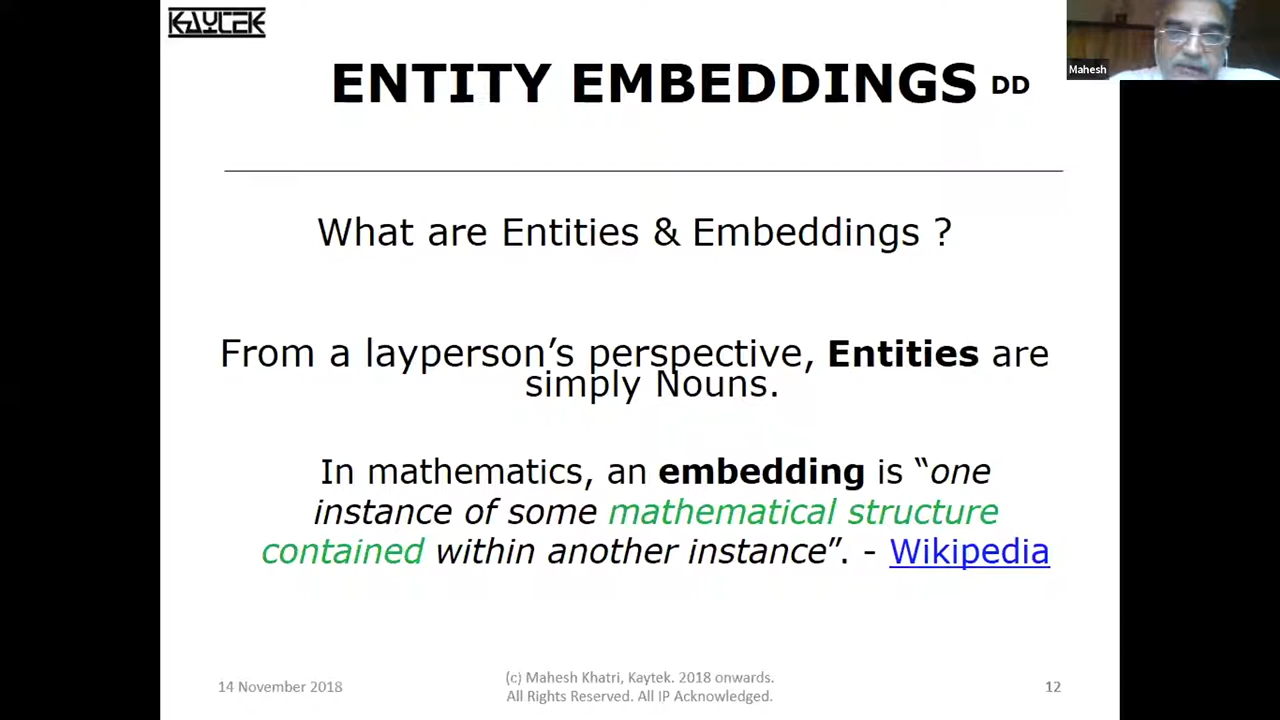 KAYTEK
Mahesh
ENTITY EMBEDDINGS DD
What are Entities & Embeddings ?
From a layperson’s perspective, Entities are
simply Nouns.
In mathematics, an embedding is “one
instance of some mathematical structure
contained within another instance”. - Wikipedia
14 November 2018
(c) Mahesh Khatri, Kaytek. 2018 onwards.
All Rights Reserved. All IP Acknowledged.
12